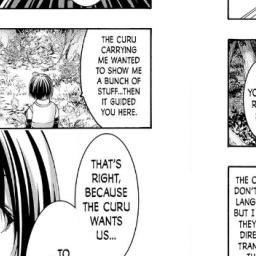 THE CURU
CARRYING
ME WANTED
TO SHOW ME
A BUNCH OF
STUFF...THEN
IT GUIDED
YOU HERE.
THAT'S
RIGHT,
BECAUSE
THE CURU
WANTS
US...
TO
THE
DON'T
LANG
BUT I
THEY
DIRE
TRAN